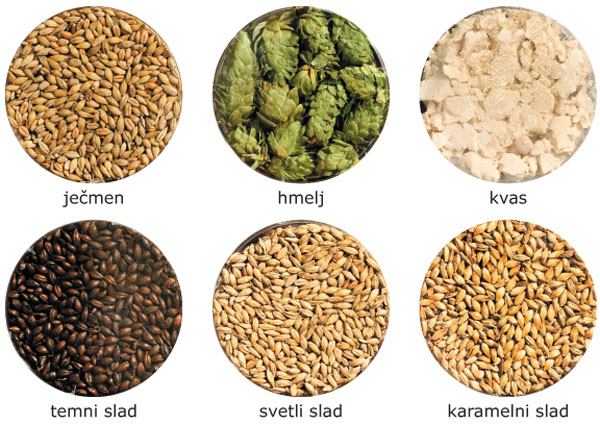 ječmen
hmelj
kvas
temni slad
svetli slad
karamelni slad